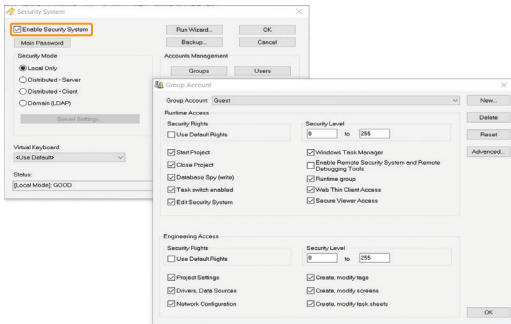 Security System
Enable Security System
Run Wizard...
OK
Main Password
Backup...
Cancel
Security Mode
Accounts Management
Local Only
Groups
Users
Distributed - Server
Distributed - Client
Domain (LDAP)
Server Settings...
Virtual Keyboard:
<Use Default>
Status:
[Local Mode]: GOOD
Group Account
Group Account: Guest
New...
Runtime Access
Delete
Security Rights
Security Level
Use Default Rights
0 to 255
Reset
Start Project
Windows Task Manager
Advanced...
Close Project
Enable Remote Security System and Remote
Debugging Tools
Database Spy (write)
Runtime group
Task switch enabled
Web Thin Client Access
Edit Security System
Secure Viewer Access
Engineering Access
Security Rights
Security Level
Use Default Rights
0 to 255
Project Settings
Create, modify tags
Drivers, Data Sources
Create, modify screens
Network Configuration
Create, modify task sheets
OK